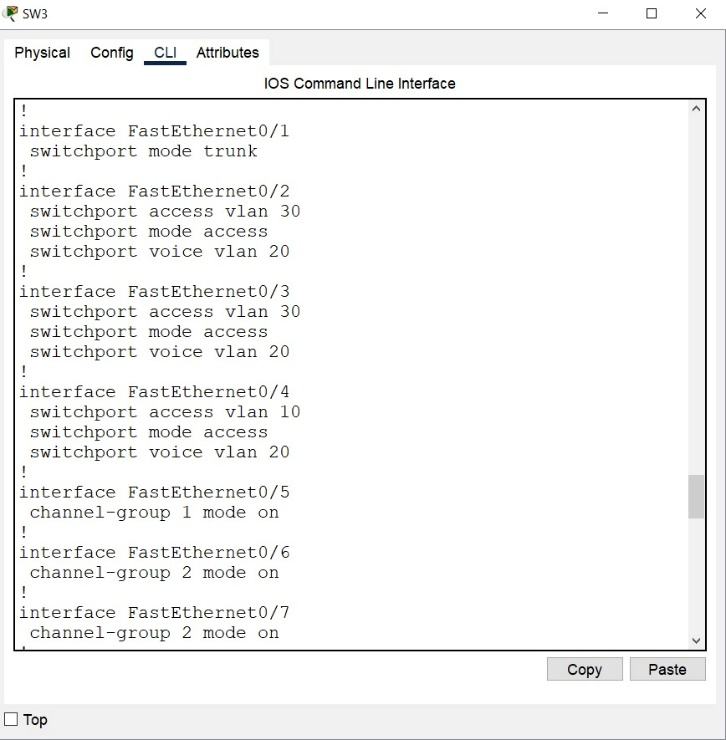 SW3
Physical Config CLI Attributes
IOS Command Line Interface
!
interface FastEthernet0/1
 switchport mode trunk
!
interface FastEthernet0/2
 switchport access vlan 30
 switchport mode access
 switchport voice vlan 20
!
interface FastEthernet0/3
 switchport access vlan 30
 switchport mode access
 switchport voice vlan 20
!
interface FastEthernet0/4
 switchport access vlan 10
 switchport mode access
 switchport voice vlan 20
!
interface FastEthernet0/5
 channel-group 1 mode on
!
interface FastEthernet0/6
 channel-group 2 mode on
!
interface FastEthernet0/7
 channel-group 2 mode on
Copy Paste
Top